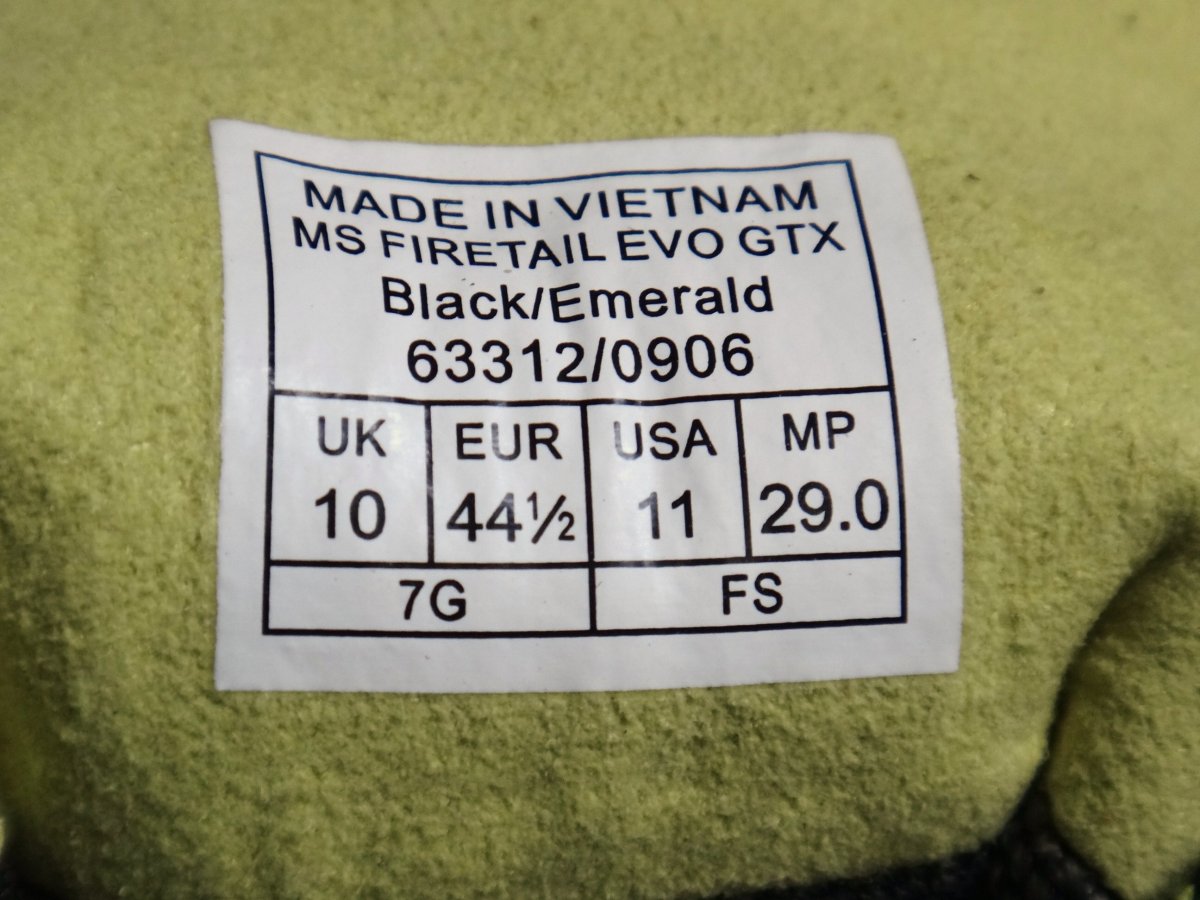 MADE IN VIETNAM
MS FIRETAIL EVO GTX
Black/Emerald
63312/0906
UK EUR USA MP
10 44½ 11 29.0
7G FS